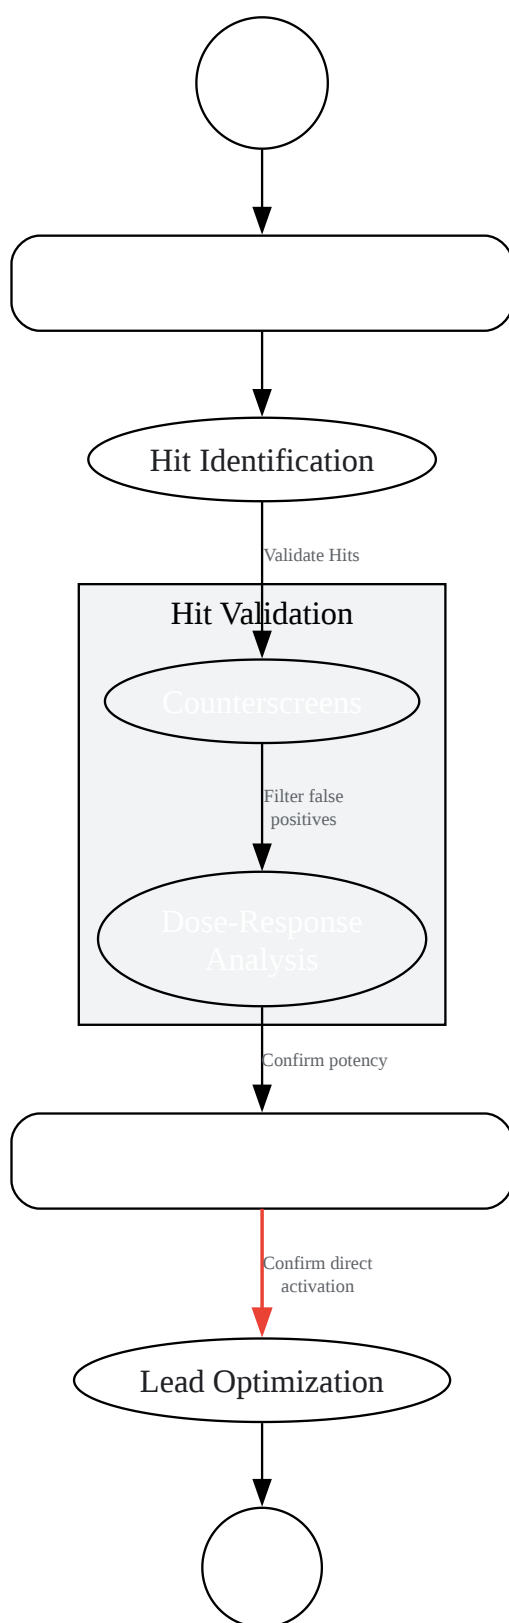 Hit Identification
Validate Hits
Hit Validation
Counterscreens
Filter false
positives
Dose-Response
Analysis
Confirm potency
Confirm direct
activation
Lead Optimization